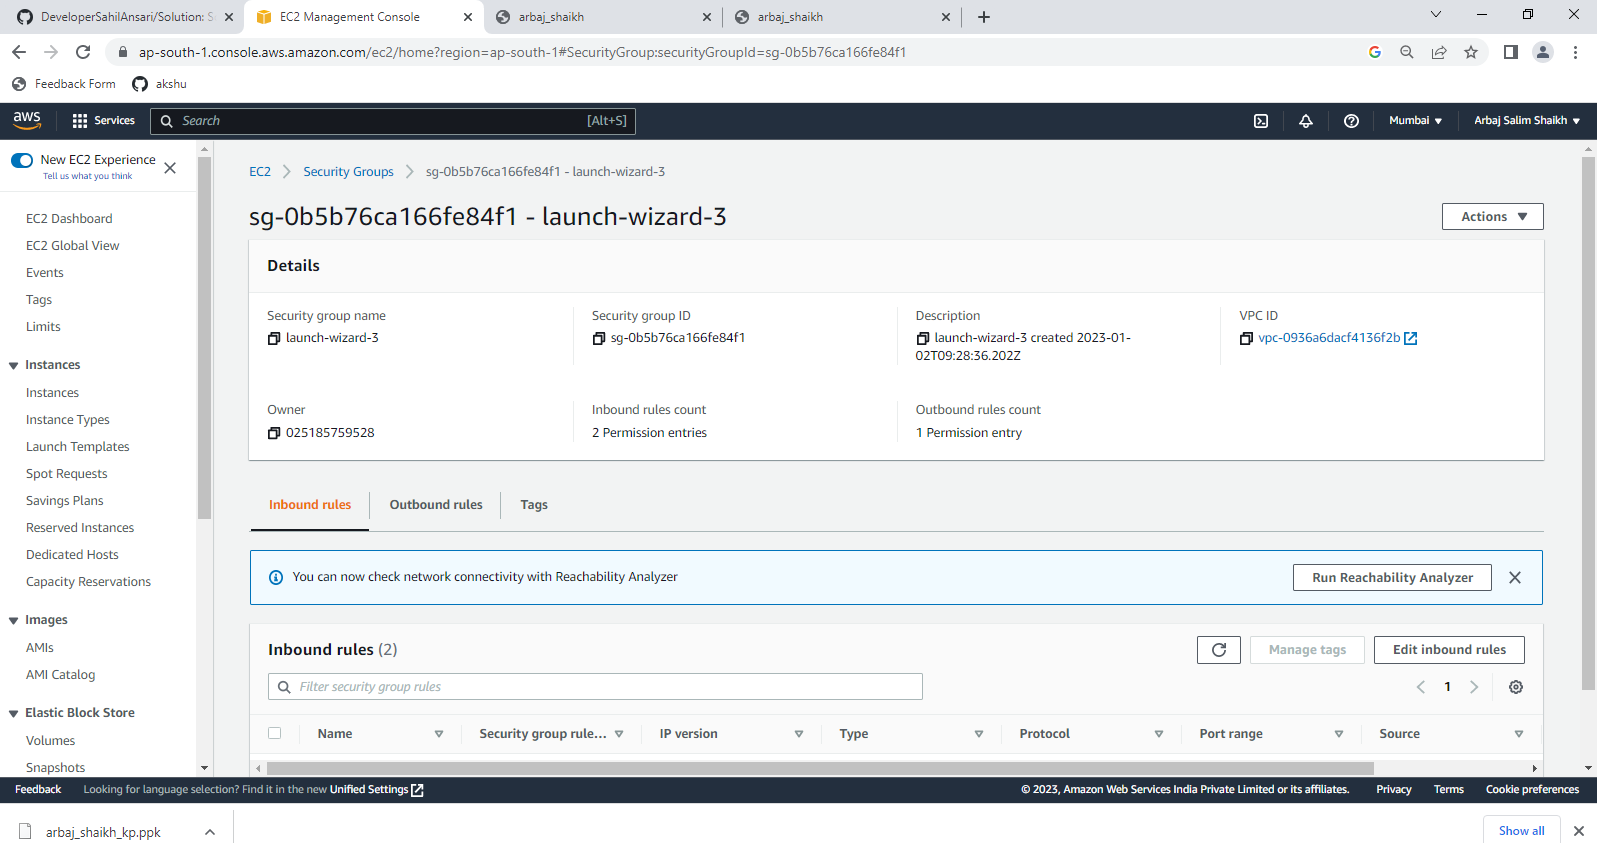 DeveloperSahilAnsari/Solution: S
EC2 Management Console
arbaj_shaikh
arbaj_shaikh
ap-south-1.console.aws.amazon.com/ec2/home?region=ap-south-1#SecurityGroup:securityGroupId=sg-0b5b76ca166fe84f1
Feedback Form
akshu
aws
Services
Search
[Alt+S]
Mumbai
Arbaj Salim Shaikh
New EC2 Experience
Tell us what you think
EC2 Dashboard
EC2 Global View
Events
Tags
Limits
Instances
Instances
Instance Types
Launch Templates
Spot Requests
Savings Plans
Reserved Instances
Dedicated Hosts
Capacity Reservations
Images
AMIs
AMI Catalog
Elastic Block Store
Volumes
Snapshots
EC2
Security Groups
sg-0b5b76ca166fe84f1 - launch-wizard-3
sg-0b5b76ca166fe84f1 - launch-wizard-3
Actions
Details
Security group name
launch-wizard-3
Security group ID
sg-0b5b76ca166fe84f1
Description
launch-wizard-3 created 2023-01-
02T09:28:36.202Z
VPC ID
vpc-0936a6dacf4136f2b
Owner
025185759528
Inbound rules count
2 Permission entries
Outbound rules count
1 Permission entry
Inbound rules
Outbound rules
Tags
You can now check network connectivity with Reachability Analyzer
Run Reachability Analyzer
Inbound rules (2)
Manage tags
Edit inbound rules
Filter security group rules
1
Name
Security group rule...
IP version
Type
Protocol
Port range
Source
Feedback
Looking for language selection? Find it in the new Unified Settings
© 2023, Amazon Web Services India Private Limited or its affiliates.
Privacy
Terms
Cookie preferences
arbaj_shaikh_kp.ppk
Show all